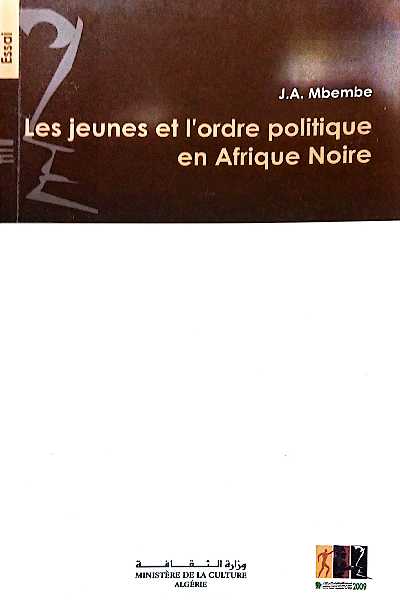 Essai
J.A. Mbembe
Les jeunes et l'ordre politique
en Afrique Noire
وزارة الثقافة
MINISTÈRE DE LA CULTURE
ALGÉRIE
2009